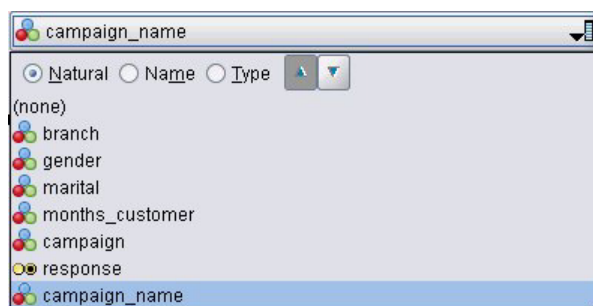 campaign_name
Natural Name Type
(none)
branch
gender
marital
months_customer
campaign
response
campaign_name